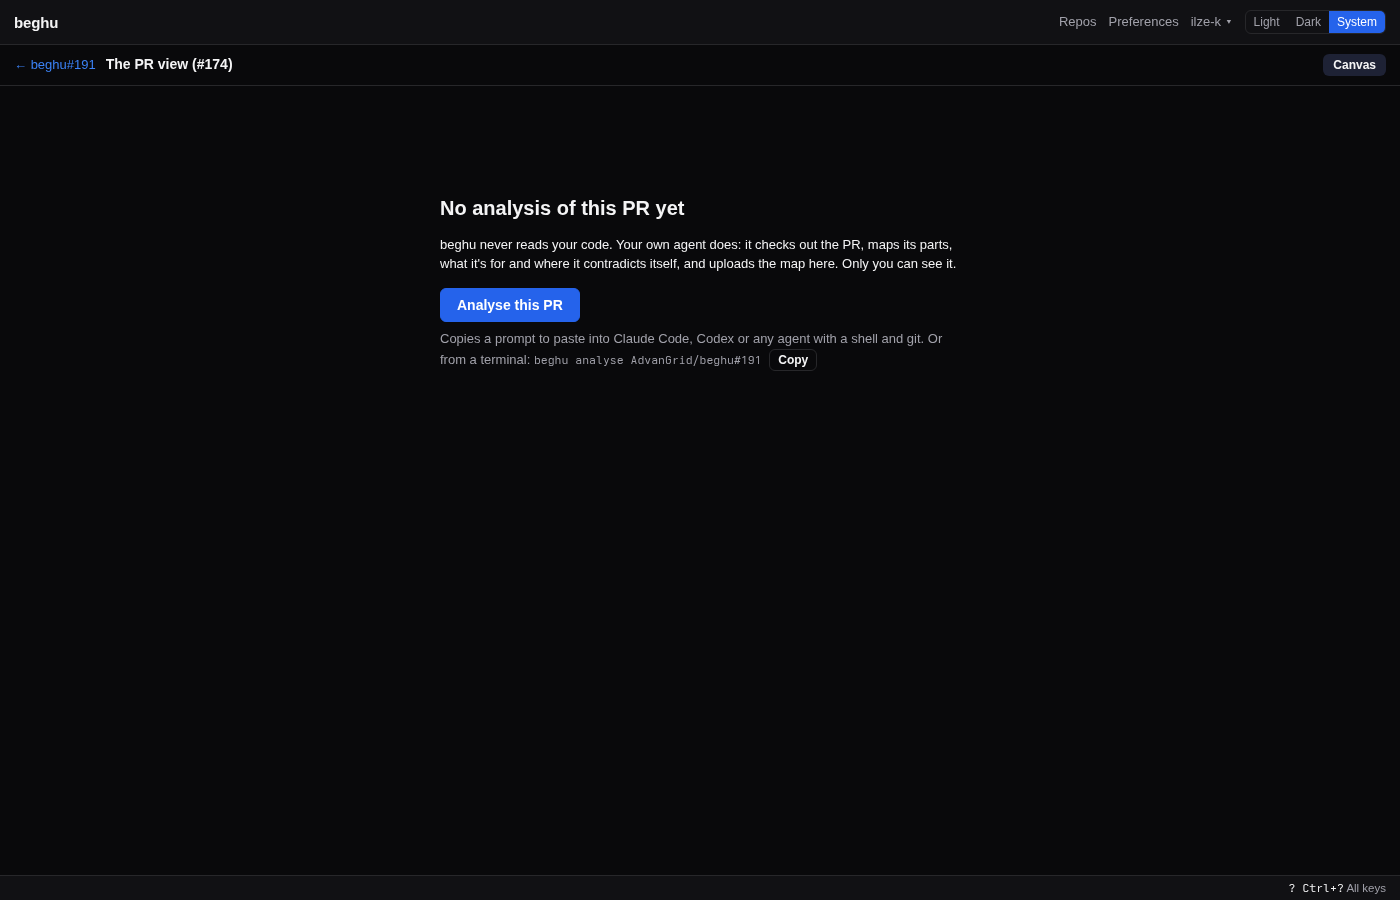 beghu
Repos Preferences ilze-k ▾ Light Dark System
← beghu#191 The PR view (#174) Canvas
No analysis of this PR yet
beghu never reads your code. Your own agent does: it checks out the PR, maps its parts,
what it's for and where it contradicts itself, and uploads the map here. Only you can see it.
Analyse this PR
Copies a prompt to paste into Claude Code, Codex or any agent with a shell and git. Or
from a terminal: beghu analyse AdvanGrid/beghu#191 Copy
? Ctrl+? All keys